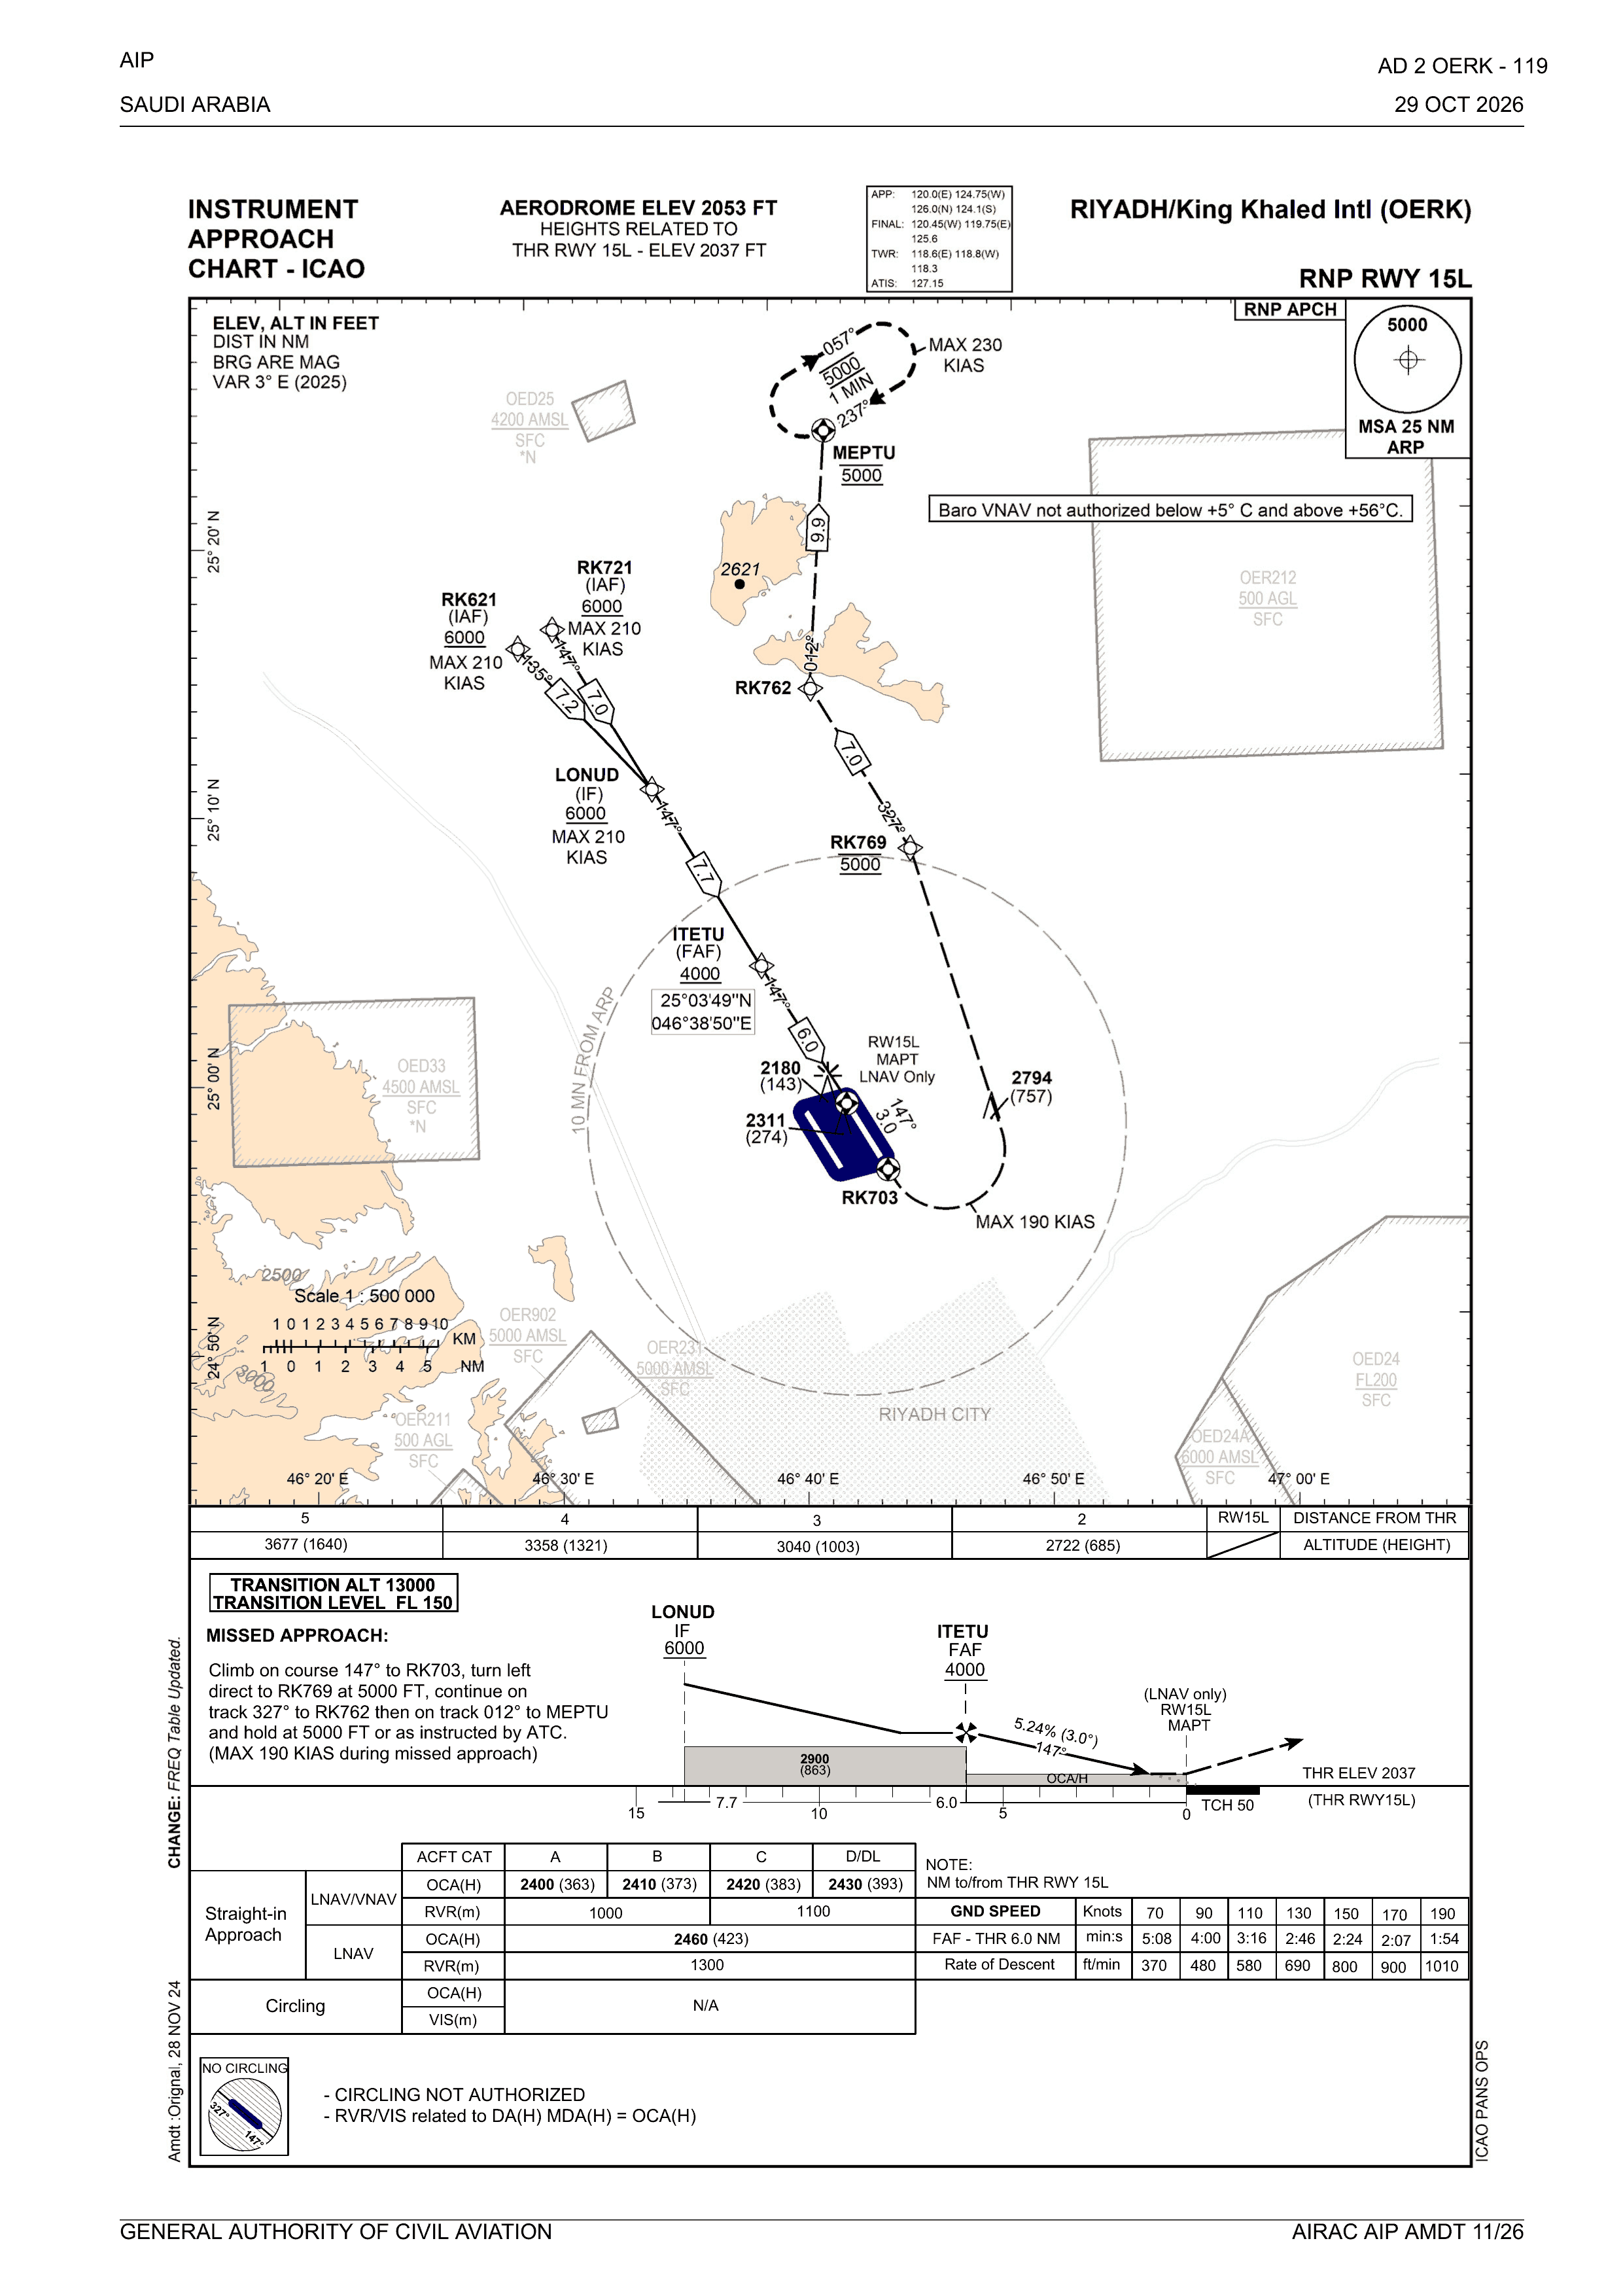 AIP
AD 2 OERK - 119
SAUDI ARABIA
29 OCT 2026
INSTRUMENT
APPROACH
CHART - ICAO
AERODROME ELEV 2053 FT
HEIGHTS RELATED TO
THR RWY 15L - ELEV 2037 FT
APP: 120.0(E) 124.75(W)
126.0(N) 124.1(S)
FINAL: 120.45(W) 119.75(E)
125.6
TWR: 118.6(E) 118.8(W)
118.3
ATIS: 127.15
RIYADH/King Khaled Intl (OERK)
RNP RWY 15L
ELEV, ALT IN FEET
DIST IN NM
BRG ARE MAG
VAR 3° E (2025)
RNP APCH
5000
MSA 25 NM
ARP
057°
5000
1 MIN
237°
MAX 230
KIAS
MEPTU
5000
OED25
4200 AMSL
SFC
*N
Baro VNAV not authorized below +5° C and above +56°C.
25° 20' N
9.9
2621
OER212
500 AGL
SFC
RK721
(IAF)
6000
MAX 210
KIAS
RK621
(IAF)
6000
MAX 210
KIAS
147°
135°
7.0
7.2
012°
RK762
7.0
327°
LONUD
(IF)
6000
MAX 210
KIAS
147°
25° 10' N
RK769
5000
7.7
ITETU
(FAF)
4000
25°03'49"N
046°38'50"E
147°
6.0
10 MN FROM ARP
RW15L
MAPT
LNAV Only
2180
(143)
2794
(757)
2311
(274)
147°
3.0
RK703
MAX 190 KIAS
OED33
4500 AMSL
SFC
*N
25° 00' N
2500
Scale 1 : 500 000
1 0 1 2 3 4 5 6 7 8 9 10
KM
1 0 1 2 3 4 5 NM
3000
24° 50' N
OER902
5000 AMSL
SFC
OER231
5000 AMSL
SFC
OER211
500 AGL
SFC
RIYADH CITY
OED24
FL200
SFC
OED24A
6000 AMSL
SFC
46° 20' E
46° 30' E
46° 40' E
46° 50' E
47° 00' E
5 4 3 2 RW15L DISTANCE FROM THR
3677 (1640) 3358 (1321) 3040 (1003) 2722 (685) ALTITUDE (HEIGHT)
TRANSITION ALT 13000
TRANSITION LEVEL FL 150
MISSED APPROACH:
Climb on course 147° to RK703, turn left
direct to RK769 at 5000 FT, continue on
track 327° to RK762 then on track 012° to MEPTU
and hold at 5000 FT or as instructed by ATC.
(MAX 190 KIAS during missed approach)
LONUD
IF
6000
ITETU
FAF
4000
(LNAV only)
RW15L
MAPT
5.24% (3.0°)
147°
2900
(863)
OCA/H
THR ELEV 2037
(THR RWY15L)
TCH 50
15 7.7 10 6.0 5 0
ACFT CAT A B C D/DL
Straight-in
Approach
LNAV/VNAV
OCA(H) 2400 (363) 2410 (373) 2420 (383) 2430 (393)
RVR(m) 1000 1100
LNAV
OCA(H) 2460 (423)
RVR(m) 1300
Circling
OCA(H)
VIS(m)
N/A
NOTE:
NM to/from THR RWY 15L
GND SPEED Knots 70 90 110 130 150 170 190
FAF - THR 6.0 NM min:s 5:08 4:00 3:16 2:46 2:24 2:07 1:54
Rate of Descent ft/min 370 480 580 690 800 900 1010
NO CIRCLING
327°
147°
- CIRCLING NOT AUTHORIZED
- RVR/VIS related to DA(H) MDA(H) = OCA(H)
CHANGE: FREQ Table Updated.
Amdt :Orignal, 28 NOV 24
ICAO PANS OPS
GENERAL AUTHORITY OF CIVIL AVIATION
AIRAC AIP AMDT 11/26